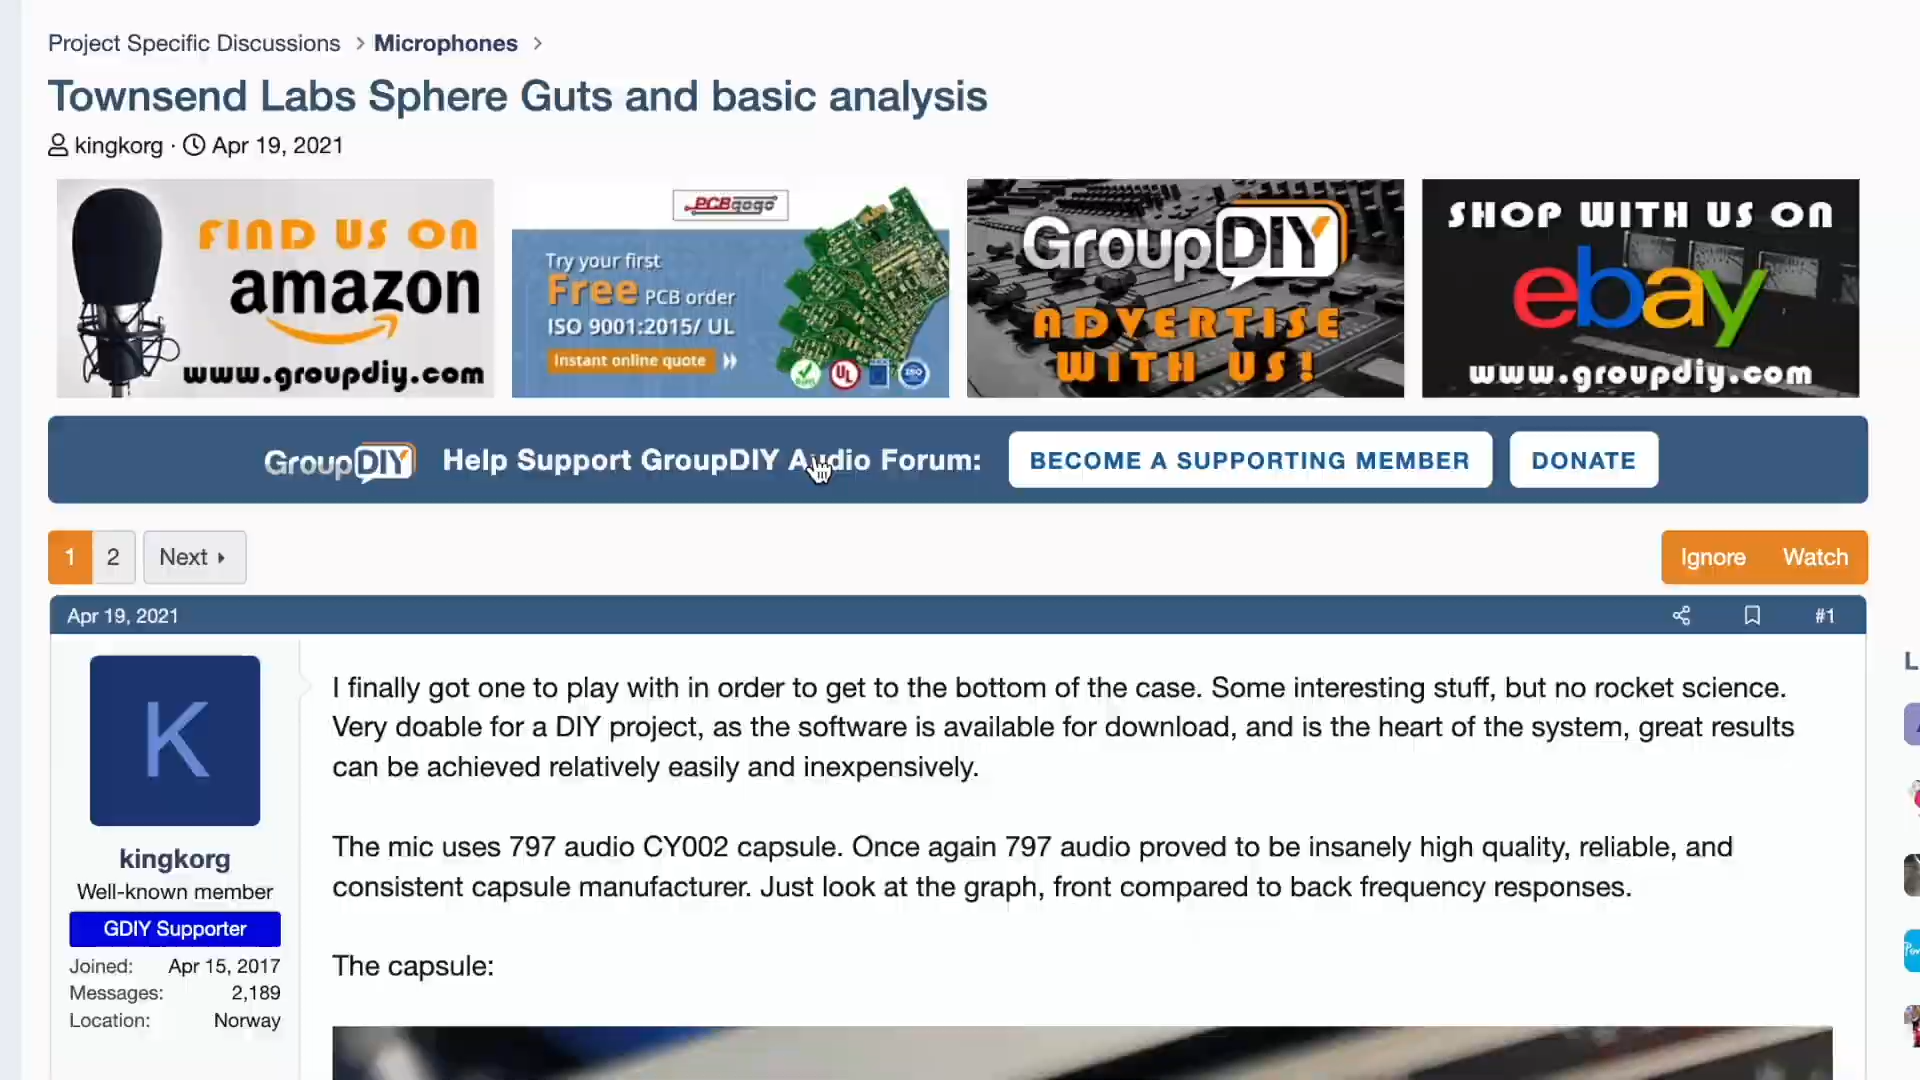 Project Specific Discussions > Microphones >
Townsend Labs Sphere Guts and basic analysis
kingkorg · Apr 19, 2021
FIND US ON
amazon
www.groupdiy.com
PCBgogo
Try your first
Free PCB order
ISO 9001:2015/ UL
Instant online quote
UL
ISO
GroupDIY
ADVERTISE
WITH US!
SHOP WITH US ON
ebay
www.groupdiy.com
GroupDIY Help Support GroupDIY Audio Forum: BECOME A SUPPORTING MEMBER DONATE
1 2 Next
Ignore Watch
Apr 19, 2021 #1
K
kingkorg
Well-known member
GDIY Supporter
Joined: Apr 15, 2017
Messages: 2,189
Location: Norway
I finally got one to play with in order to get to the bottom of the case. Some interesting stuff, but no rocket science.
Very doable for a DIY project, as the software is available for download, and is the heart of the system, great results
can be achieved relatively easily and inexpensively.
The mic uses 797 audio CY002 capsule. Once again 797 audio proved to be insanely high quality, reliable, and
consistent capsule manufacturer. Just look at the graph, front compared to back frequency responses.
The capsule:
L